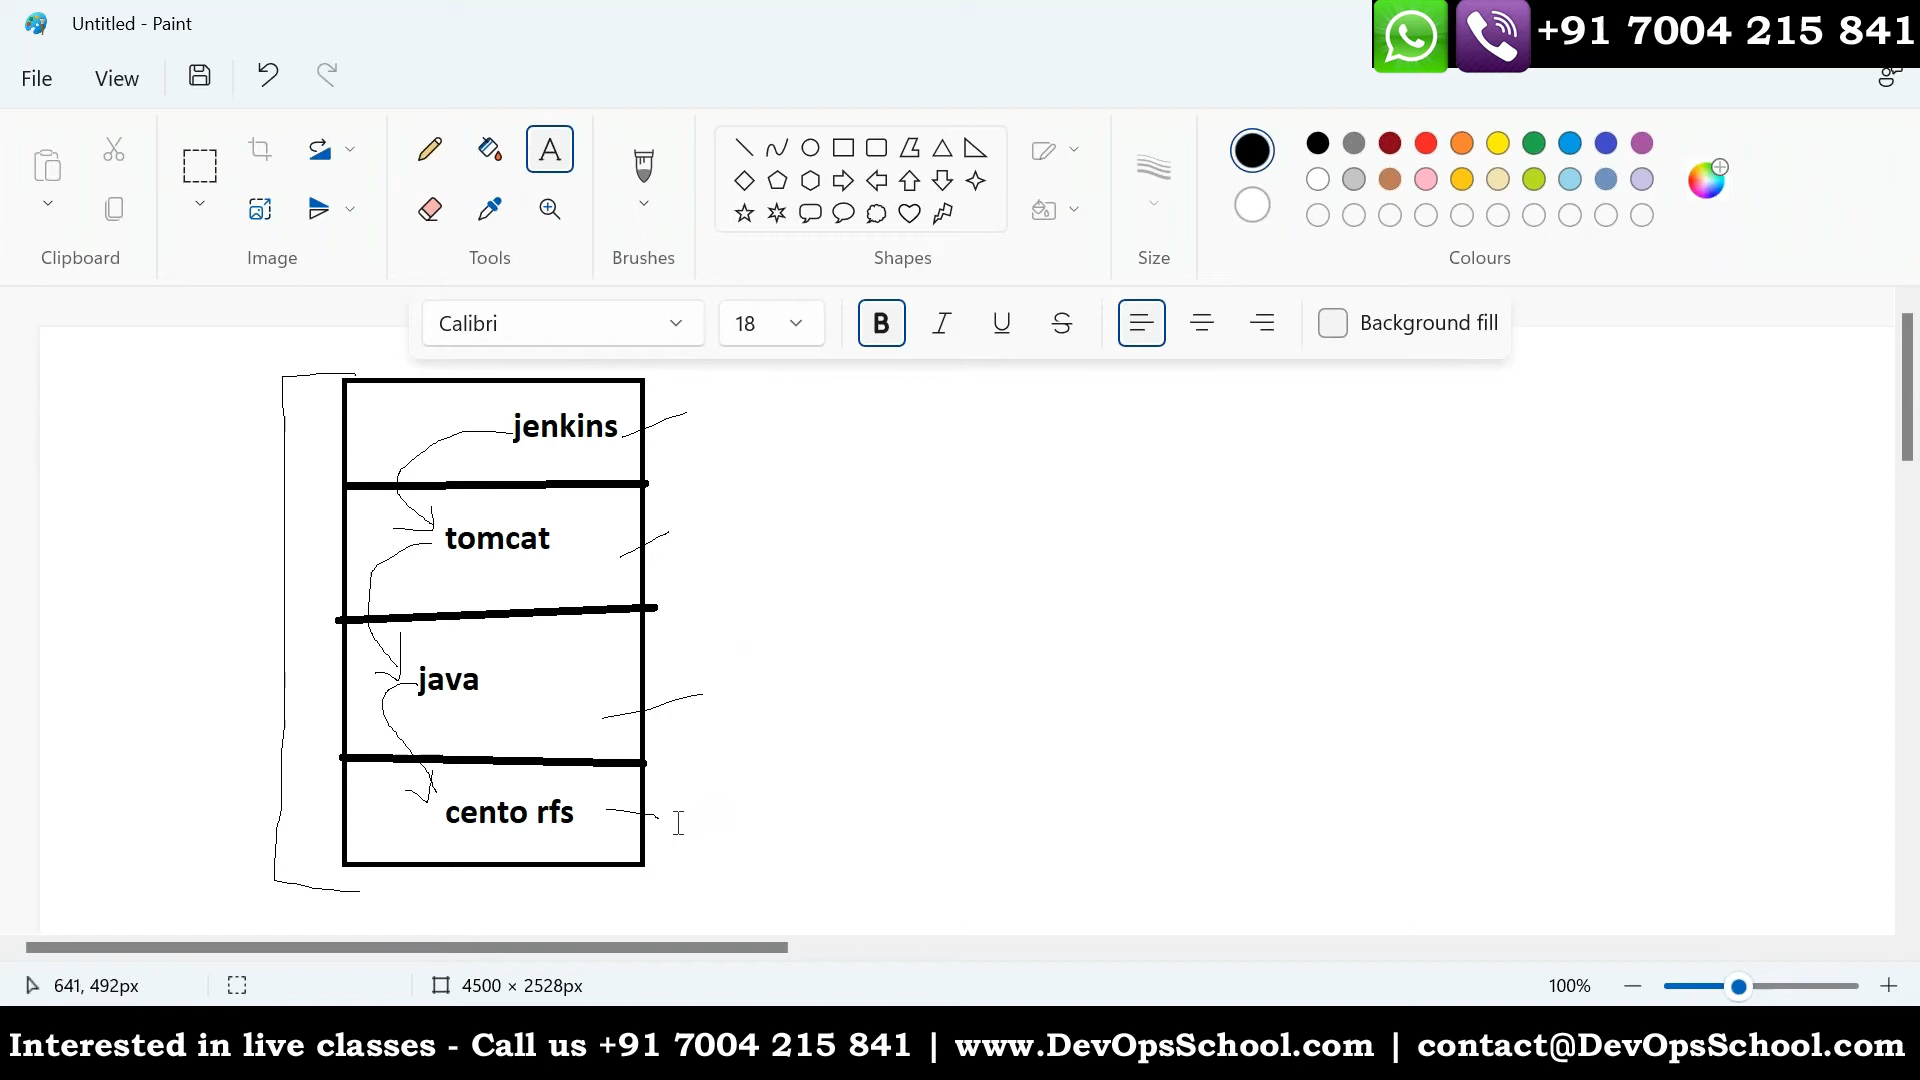 Untitled - Paint
+91 7004 215 841
File View
Clipboard Image Tools Brushes Shapes Size Colours
Calibri 18 B I U S Background fill
jenkins
tomcat
java
cento rfs
641, 492px 4500 × 2528px 100%
Interested in live classes - Call us +91 7004 215 841 | www.DevOpsSchool.com | contact@DevOpsSchool.com